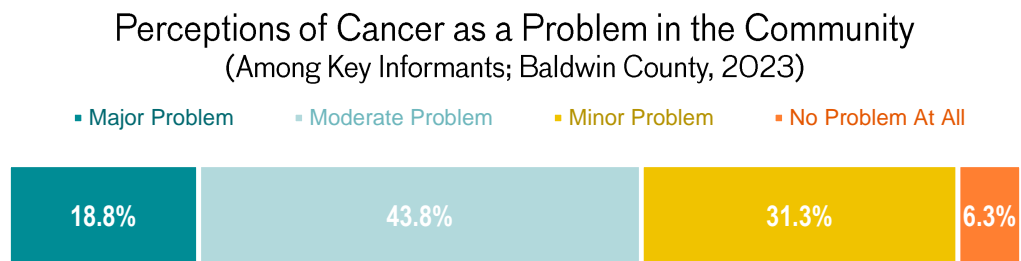 Perceptions of Cancer as a Problem in the Community
(Among Key Informants; Baldwin County, 2023)
Major Problem Moderate Problem Minor Problem No Problem At All
18.8% 43.8% 31.3% 6.3%